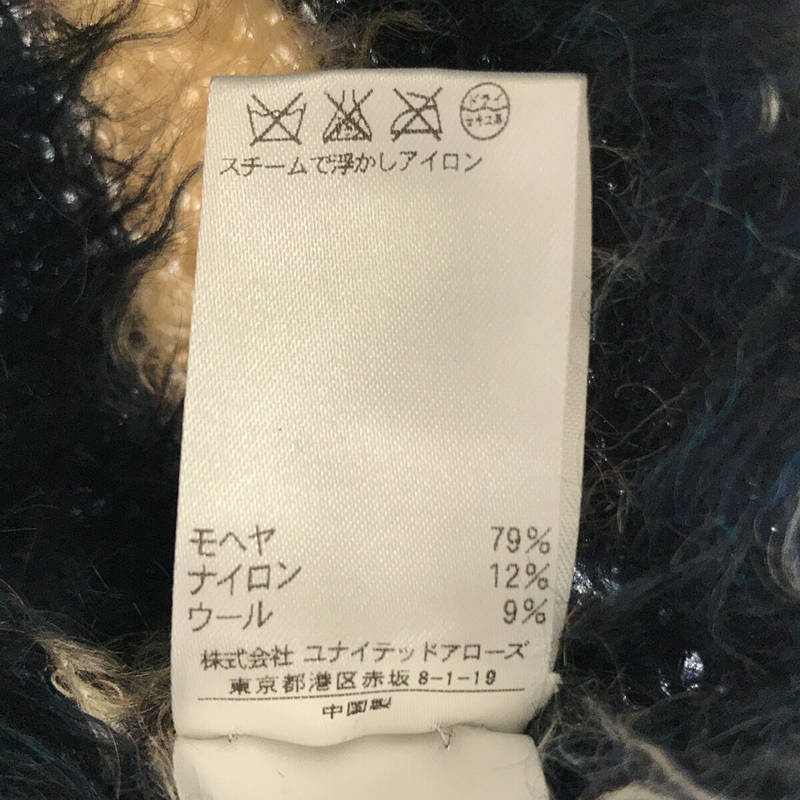 ドライ
セキユ系
スチームで浮かしアイロン
モヘヤ 79%
ナイロン 12%
ウール 9%
株式会社 ユナイテッドアローズ
東京都港区赤坂 8-1-19
中国製